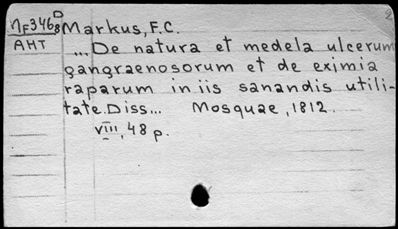 D
Markus, F.C.
AHT
...De natura et medela ulcerum
gangraenosorum et de eximia
raparum in iis sanandis utili-
tate. Diss... Mosquae, 1812.
VIII, 48 p.